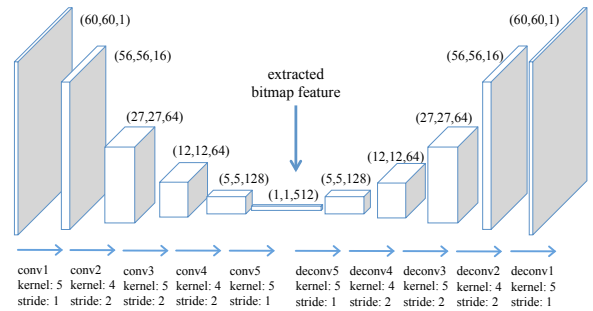 (60,60,1)
(60,60,1)
(56,56,16)
(56,56,16)
extracted
bitmap feature
(27,27,64)
(27,27,64)
(12,12,64)
(12,12,64)
(5,5,128)
(5,5,128)
(1,1,512)
conv1
kernel: 5
stride: 1
conv2
kernel: 4
stride: 2
conv3
kernel: 5
stride: 2
conv4
kernel: 4
stride: 2
conv5
kernel: 5
stride: 1
deconv5
kernel: 5
stride: 1
deconv4
kernel: 4
stride: 2
deconv3
kernel: 5
stride: 2
deconv2
kernel: 4
stride: 2
deconv1
kernel: 5
stride: 1